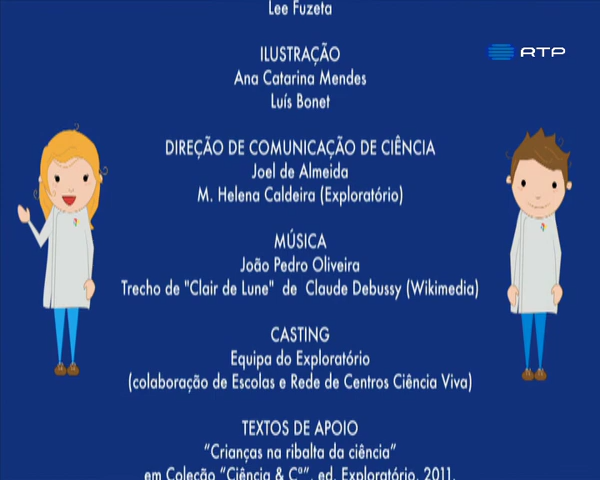 Lee Fuzeta
RTP
ILUSTRAÇÃO
Ana Catarina Mendes
Luís Bonet
DIREÇÃO DE COMUNICAÇÃO DE CIÊNCIA
Joel de Almeida
M. Helena Caldeira (Exploratório)
MÚSICA
João Pedro Oliveira
Trecho de "Clair de Lune" de Claude Debussy (Wikimedia)
CASTING
Equipa do Exploratório
(colaboração de Escolas e Rede de Centros Ciência Viva)
TEXTOS DE APOIO
“Crianças na ribalta da ciência”
em Coleção “Ciência & Cª”, ed. Exploratório, 2011.